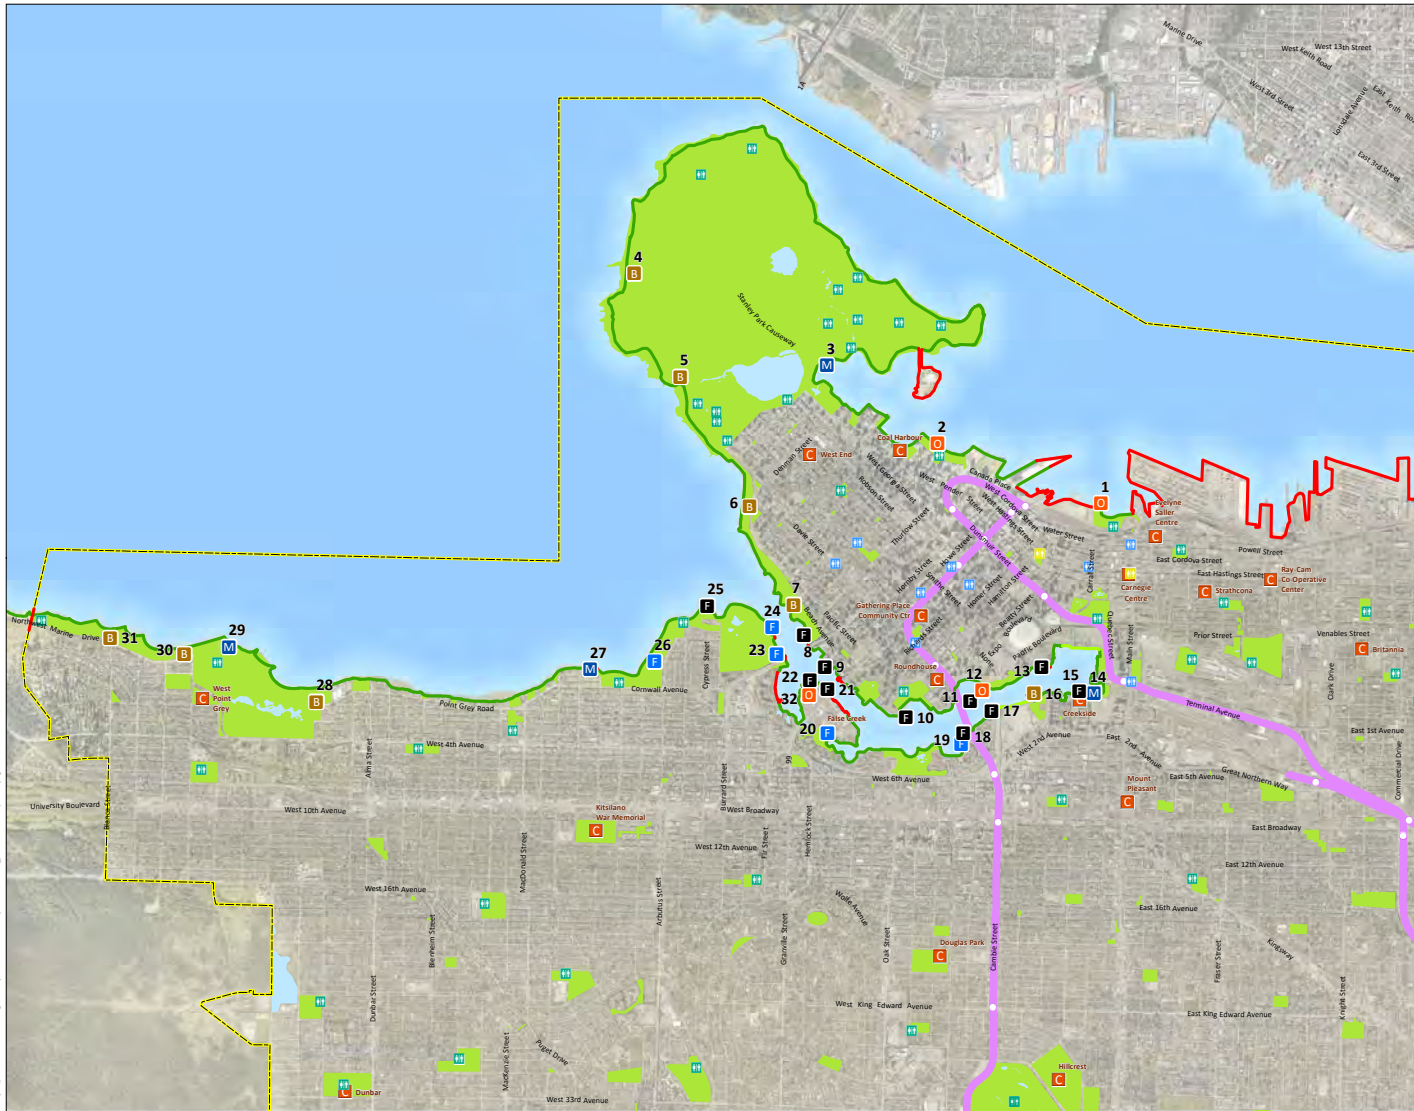 Marine Drive
West 13th Street
West Keith Road
West 3rd Street
Lonsdale Avenue
East Keith
East 3rd Street
1A
4
B
Stanley Park Causeway
3
M
5
B
2
O
Coal Harbour
C
Denman Street
C West End
West Georgia Street
West Pender Street
Canada Place
West Cordova Street
West Hastings Street
Robson Street
Thurlow Street
Water Street
Dunsmuir Street
1
O
Evelyne
Saller
Centre
C
6
B
Davie Street
Howe Street
Hornby Street
Smithe Street
Homer Street
Hamilton Street
Beatty Street
Carrall Street
Powell Street
East Cordova Street
East Hastings Street
Ray-Cam
Co-Operative
Center
C
C Strathcona
Carnegie
Centre
7
B
Gathering Place
Community Ctr
C
Beach Avenue
Pacific Street
Richards Street
None
Expo
Boulevard
Pacific Boulevard
Quebec Street
Main Street
Prior Street
Venables Street
C Britannia
Clark Drive
25
F
24
F
8
F
23
F
9
F
22
F
21
F
32
O
Roundhouse
C
12
O
11
F
13
F
15
F
14
M
16
B
C
Creekside
17
F
10
F
False Creek
20
F
19
F
18
F
Northwest Marine Drive
31
B
30
B
29
M
West
Point
Grey
C
28
B
27
M
26
F
Cypress Street
Cornwall Avenue
Point Grey Road
Terminal Avenue
West 2nd Avenue
East 2nd Avenue
East 1st Avenue
Commercial Drive
West 4th Avenue
Alma Street
99
West 6th Avenue
East 5th Avenue
Great Northern Way
Mount
Pleasant
C
University Boulevard
Blanca Street
West 10th Avenue
Kitsilano
War Memorial
C
Burrard Street
West Broadway
Fir Street
Hemlock Street
West 12th Avenue
East Broadway
East 12th Avenue
MacDonald Street
West 16th Avenue
Arbutus Street
Wolfe Avenue
East 16th Avenue
Blenheim Street
Granville Street
Oak Street
Douglas Park
C
Cambie Street
Fraser Street
Kingsway
Knight Street
Dunbar Street
West King Edward Avenue
East King Edward Avenue
MacKenzie Street
Puget Drive
C Dunbar
West 33rd Avenue
Hillcrest
C